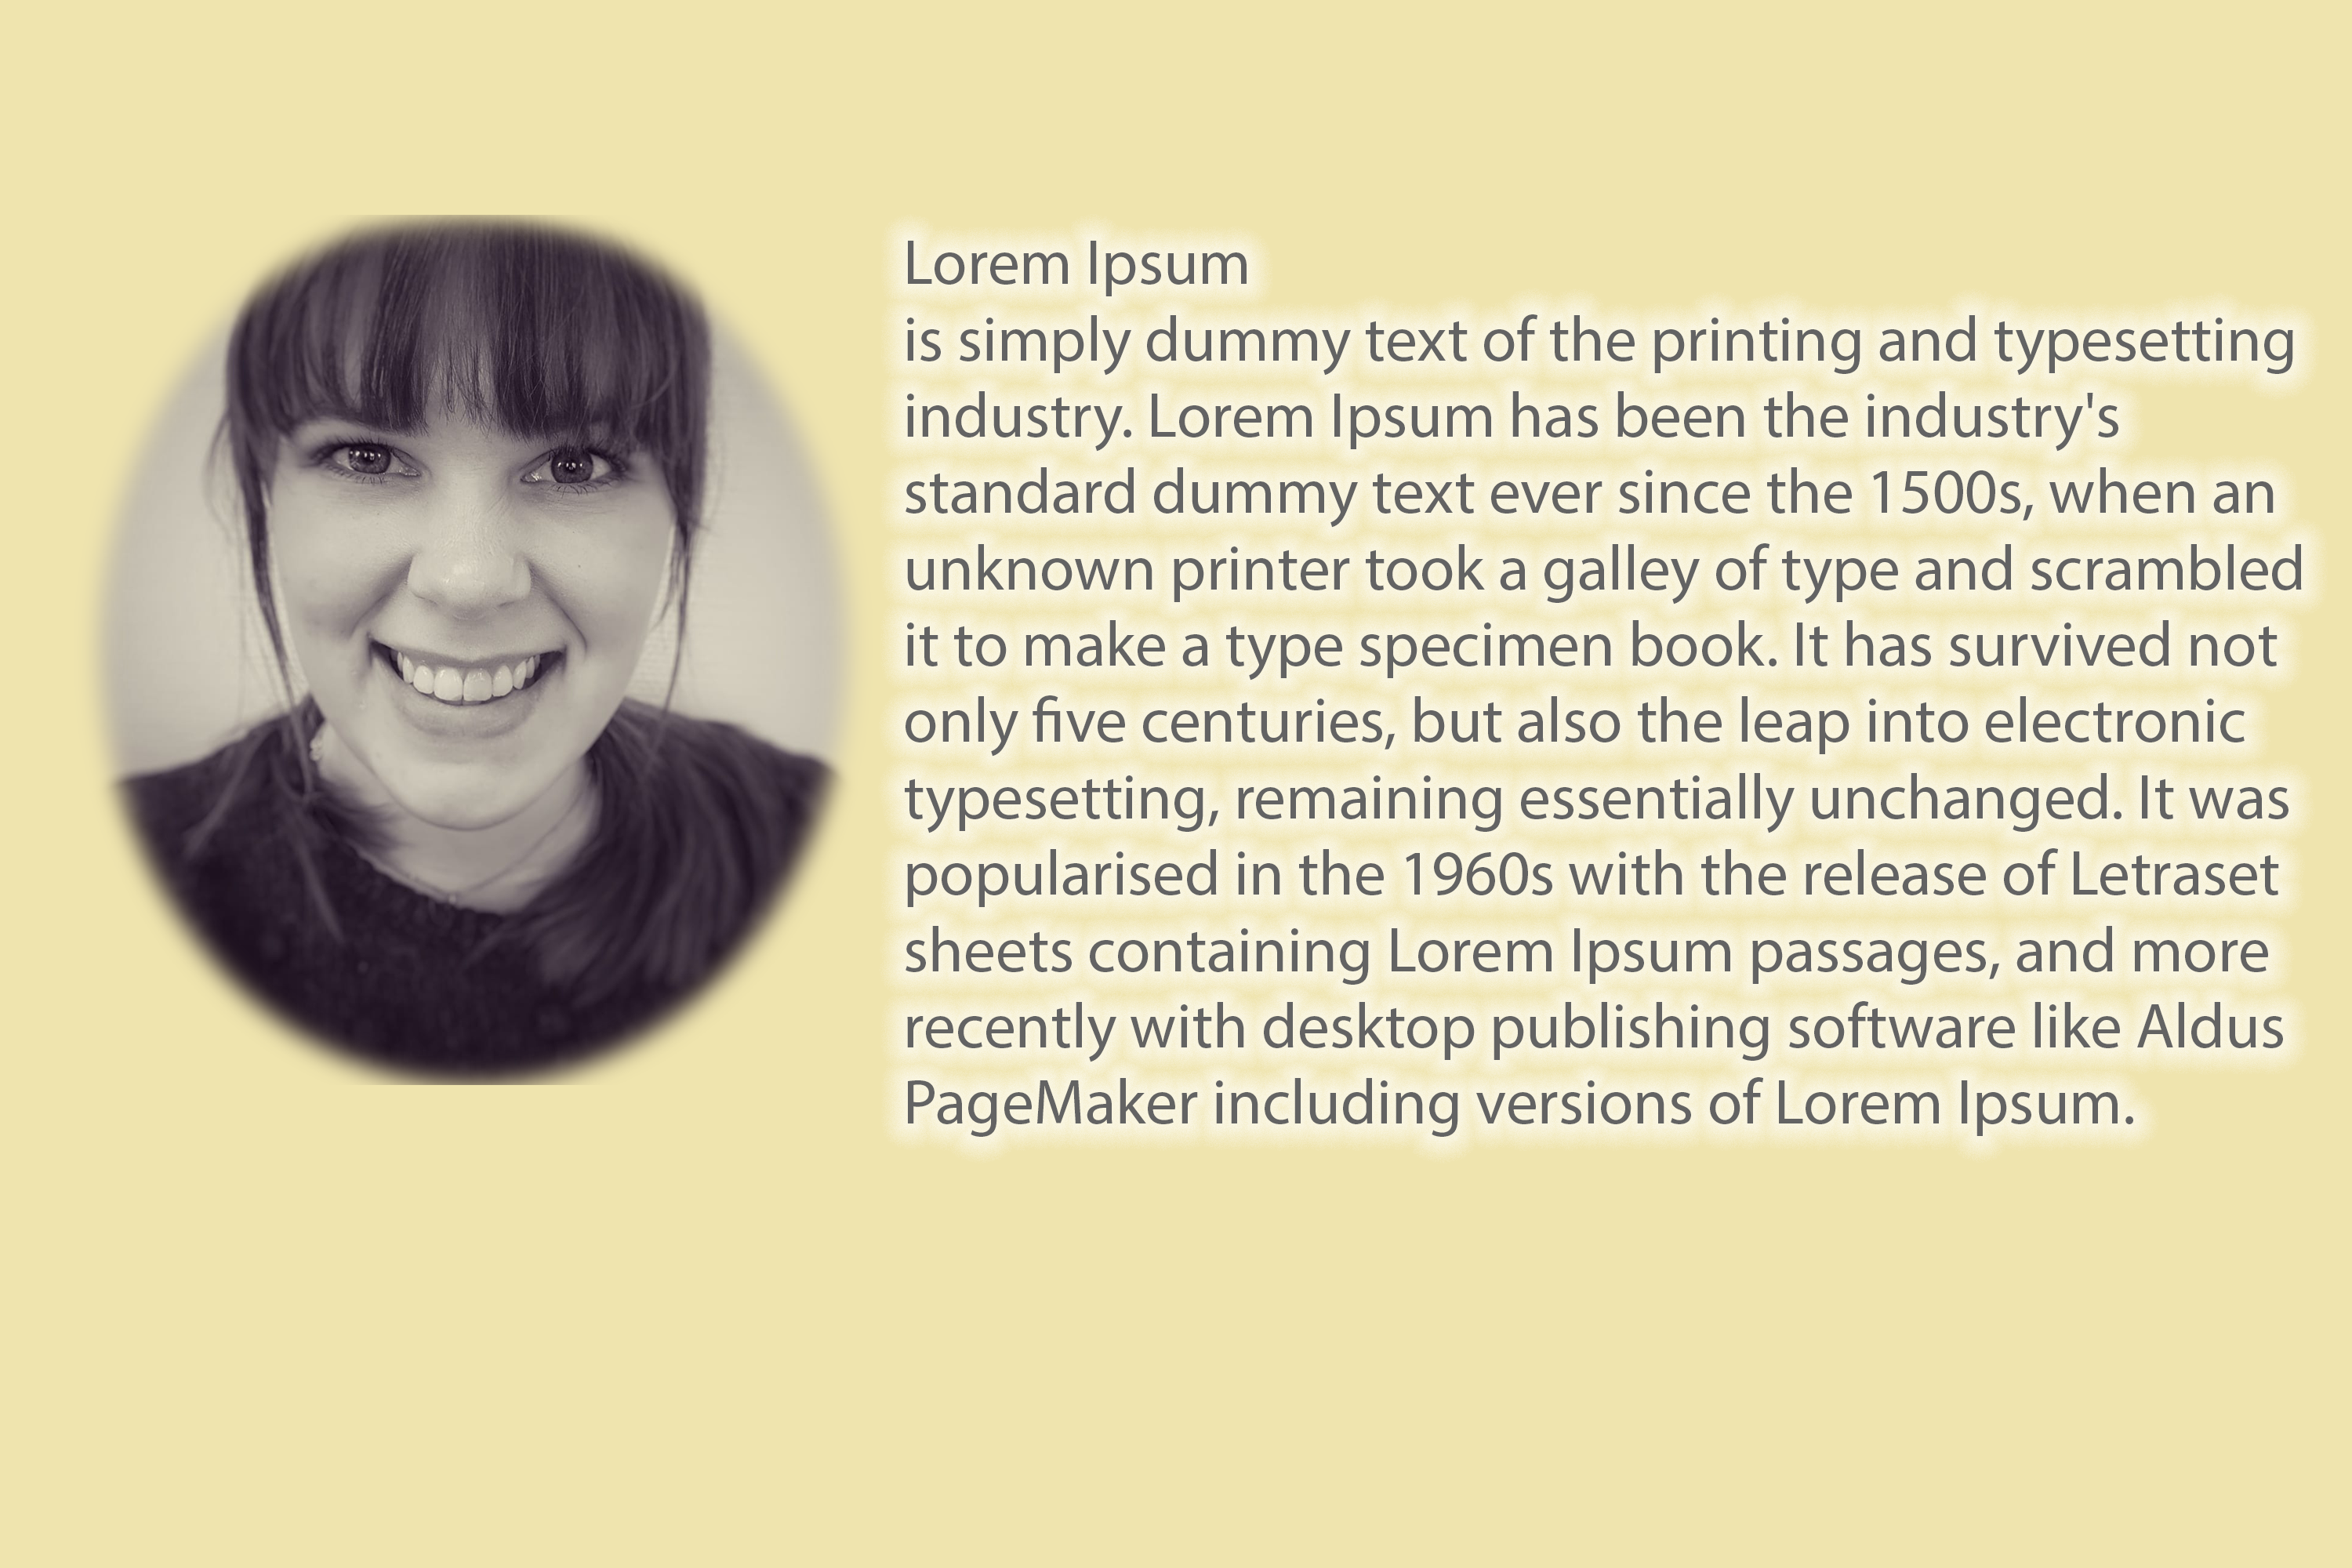 Lorem Ipsum
is simply dummy text of the printing and typesetting
industry. Lorem Ipsum has been the industry's
standard dummy text ever since the 1500s, when an
unknown printer took a galley of type and scrambled
it to make a type specimen book. It has survived not
only five centuries, but also the leap into electronic
typesetting, remaining essentially unchanged. It was
popularised in the 1960s with the release of Letraset
sheets containing Lorem Ipsum passages, and more
recently with desktop publishing software like Aldus
PageMaker including versions of Lorem Ipsum.